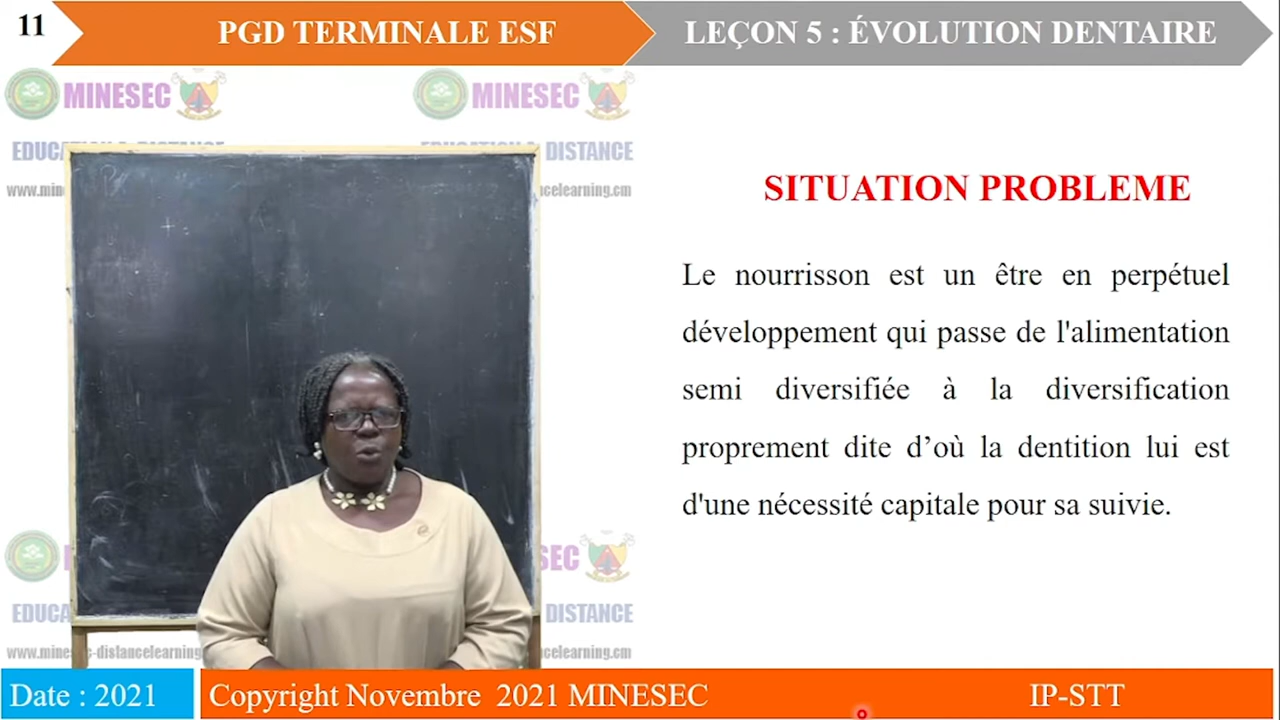 11
PGD TERMINALE ESF
LEÇON 5 : ÉVOLUTION DENTAIRE
MINESEC
MINESEC
DISTANCE
SITUATION PROBLEME
Le nourrisson est un être en perpétuel
développement qui passe de l'alimentation
semi diversifiée à la diversification
proprement dite d’où la dentition lui est
d'une nécessité capitale pour sa suivie.
DISTANCE
Date : 2021
Copyright Novembre 2021 MINESEC
IP-STT